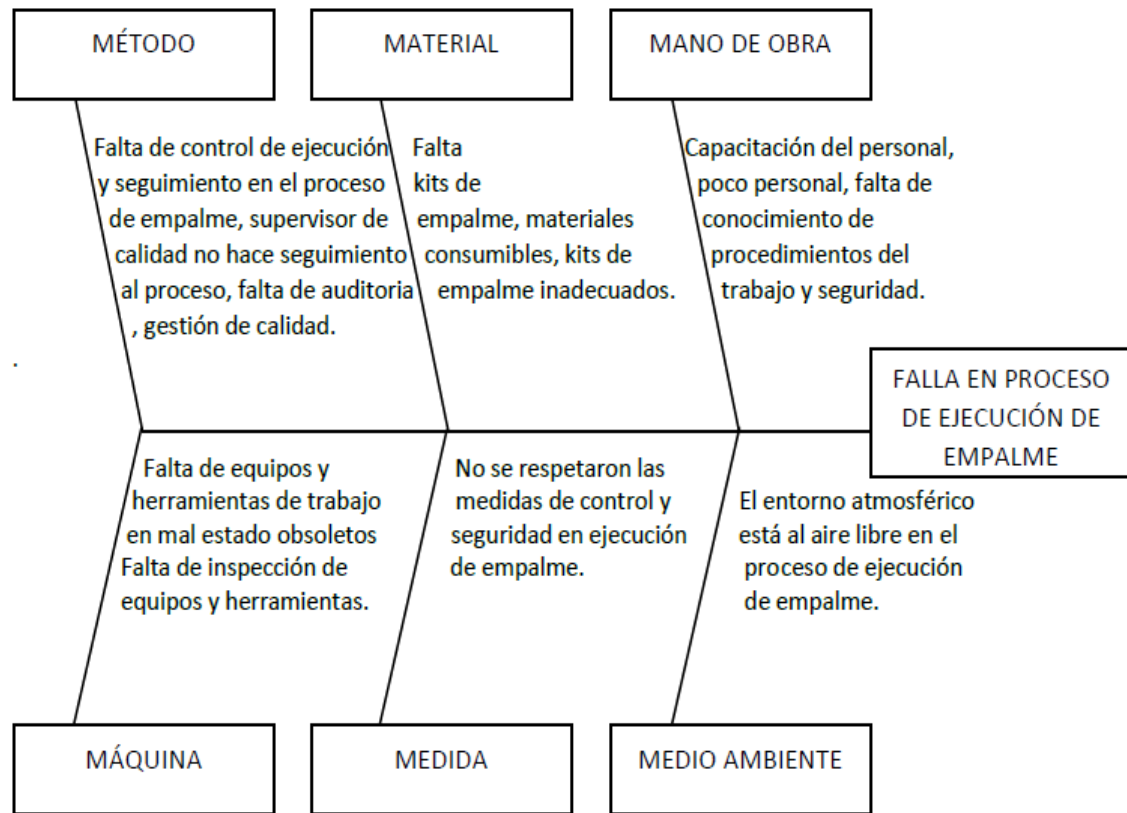 MÉTODO
MATERIAL
MANO DE OBRA
Falta de control de ejecución
y seguimiento en el proceso
de empalme, supervisor de
calidad no hace seguimiento
al proceso, falta de auditoria
, gestión de calidad.
Falta
kits de
empalme, materiales
consumibles, kits de
empalme inadecuados.
Capacitación del personal,
poco personal, falta de
conocimiento de
procedimientos del
trabajo y seguridad.
.
FALLA EN PROCESO
DE EJECUCIÓN DE
EMPALME
Falta de equipos y
herramientas de trabajo
en mal estado obsoletos
Falta de inspección de
equipos y herramientas.
No se respetaron las
medidas de control y
seguridad en ejecución
de empalme.
El entorno atmosférico
está al aire libre en el
proceso de ejecución
de empalme.
MÁQUINA
MEDIDA
MEDIO AMBIENTE